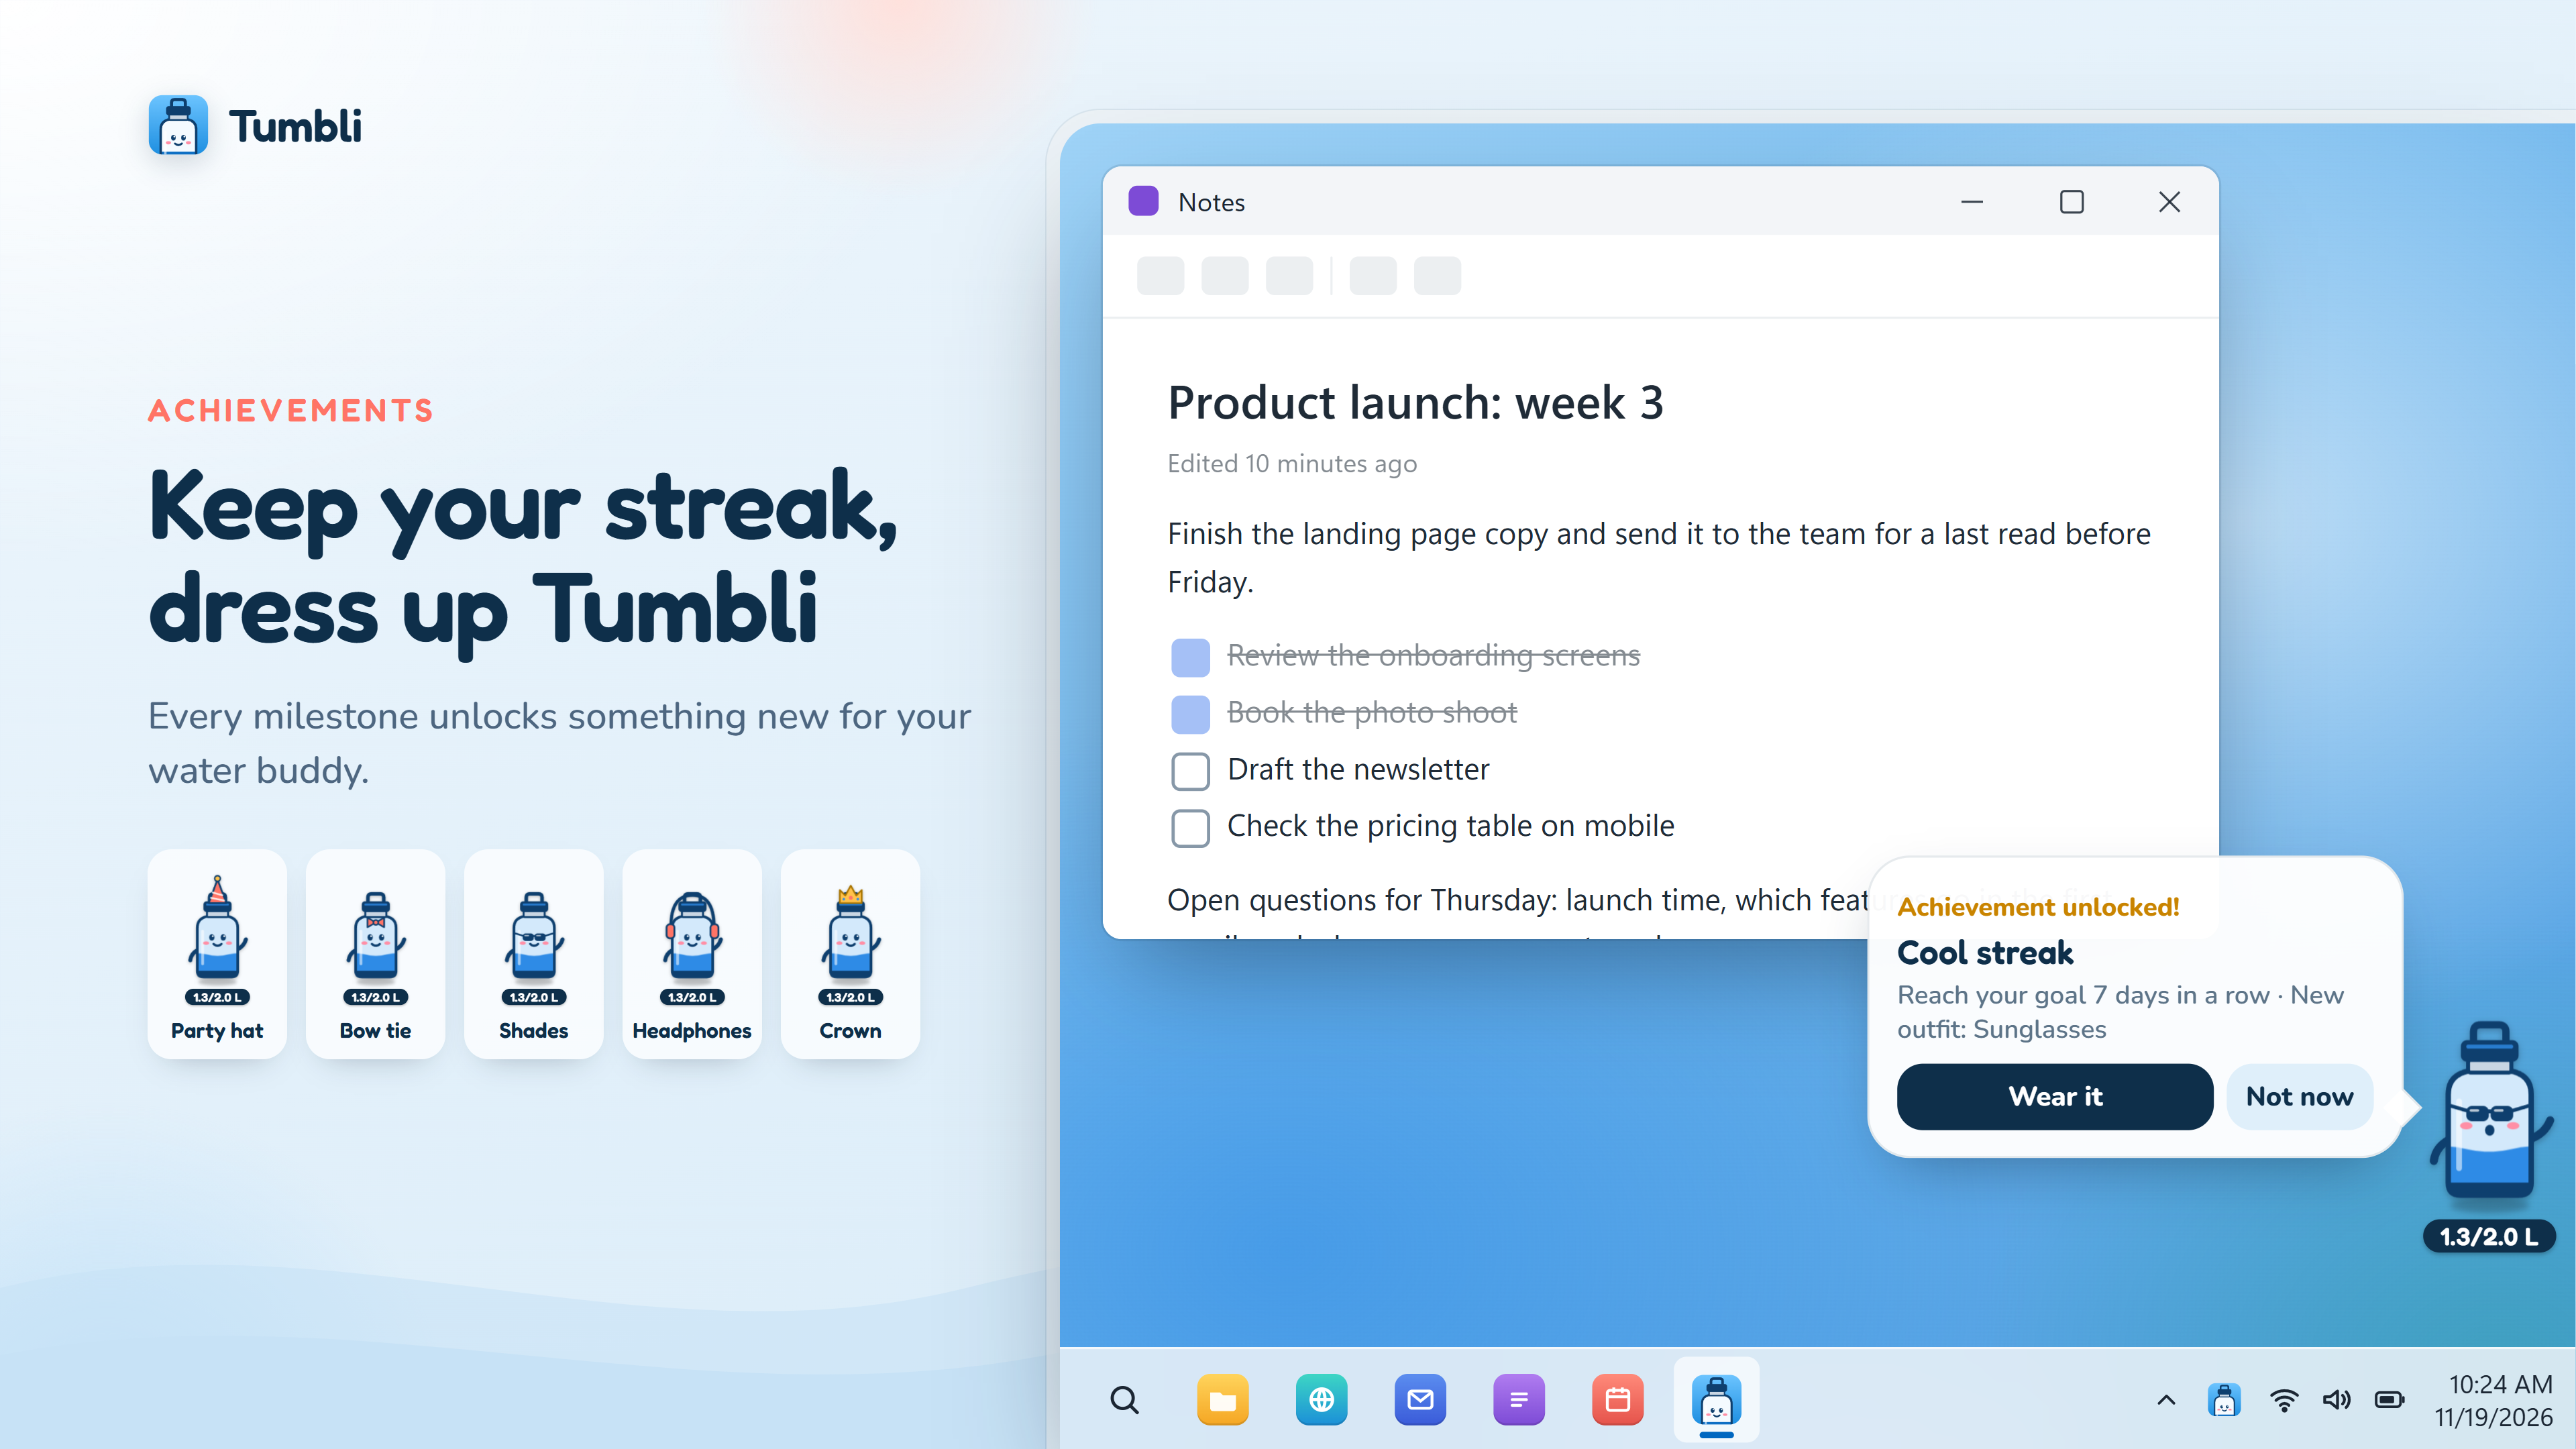 Tumbli
ACHIEVEMENTS
Keep your streak,
dress up Tumbli
Every milestone unlocks something new for your
water buddy.
1.3/2.0 L
Party hat
1.3/2.0 L
Bow tie
1.3/2.0 L
Shades
1.3/2.0 L
Headphones
1.3/2.0 L
Crown
Notes
Product launch: week 3
Edited 10 minutes ago
Finish the landing page copy and send it to the team for a last read before
Friday.
Review the onboarding screens
Book the photo shoot
Draft the newsletter
Check the pricing table on mobile
Open questions for Thursday: launch time, which
Achievement unlocked!
Cool streak
Reach your goal 7 days in a row · New
outfit: Sunglasses
Wear it
Not now
1.3/2.0 L
10:24 AM
11/19/2026